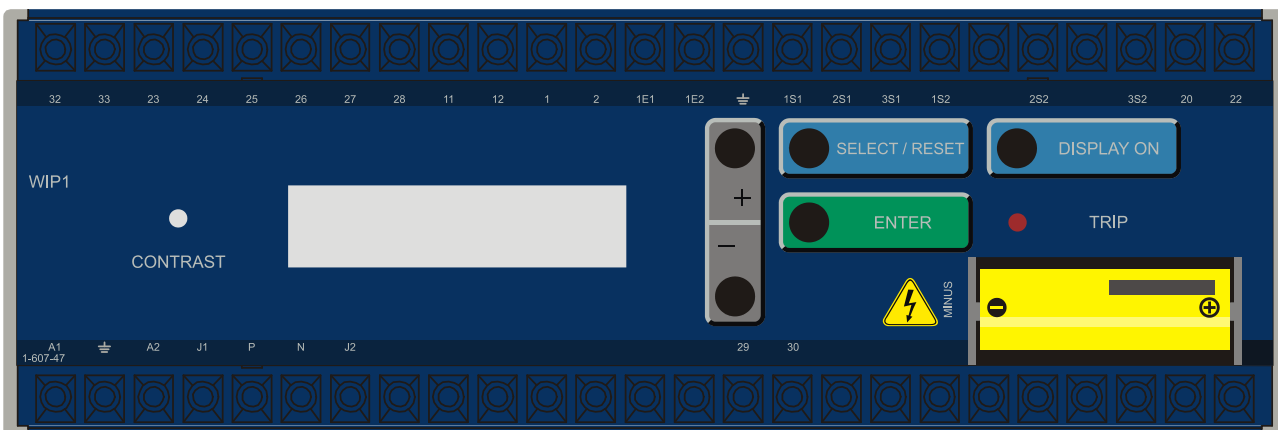 32 33 23 24 25 26 27 28 11 12 1 2 1E1 1E2 1S1 2S1 3S1 1S2 2S2 3S2 20 22
SELECT / RESET
DISPLAY ON
WIP1
+
ENTER
TRIP
−
CONTRAST
MINUS
A1 A2 J1 P N J2 29 30
1-607-47